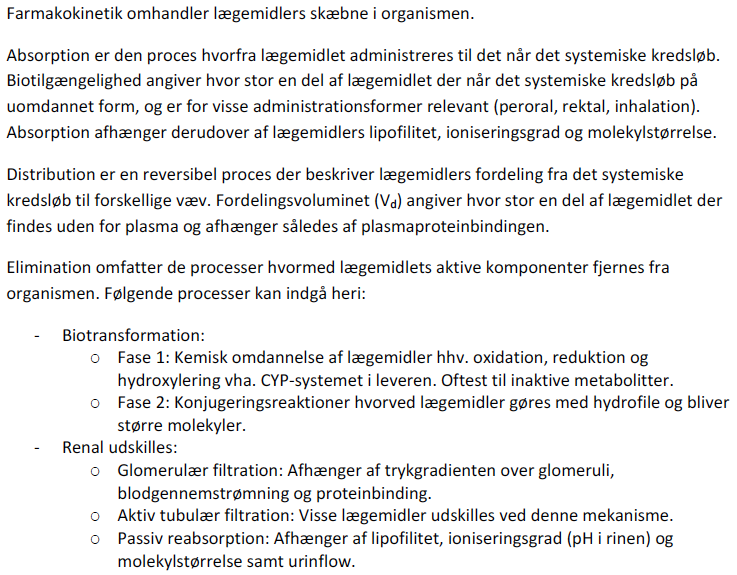 Farmakokinetik omhandler lægemidlers skæbne i organismen.
Absorption er den proces hvorfra lægemidlet administreres til det når det systemiske kredsløb.
Biotilgængelighed angiver hvor stor en del af lægemidlet der når det systemiske kredsløb på
uomdannet form, og er for visse administrationsformer relevant (peroral, rektal, inhalation).
Absorption afhænger derudover af lægemidlers lipofilitet, ioniseringsgrad og molekylstørrelse.
Distribution er en reversibel proces der beskriver lægemidlers fordeling fra det systemiske
kredsløb til forskellige væv. Fordelingsvoluminet (Vd) angiver hvor stor en del af lægemidlet der
findes uden for plasma og afhænger således af plasmaproteinbindingen.
Elimination omfatter de processer hvormed lægemidlets aktive komponenter fjernes fra
organismen. Følgende processer kan indgå heri:
- Biotransformation:
o Fase 1: Kemisk omdannelse af lægemidler hhv. oxidation, reduktion og
hydroxylering vha. CYP-systemet i leveren. Oftest til inaktive metabolitter.
o Fase 2: Konjugeringsreaktioner hvorved lægemidler gøres med hydrofile og bliver
større molekyler.
- Renal udskilles:
o Glomerulær filtration: Afhænger af trykgradienten over glomeruli,
blodgennemstrømning og proteinbinding.
o Aktiv tubulær filtration: Visse lægemidler udskilles ved denne mekanisme.
o Passiv reabsorption: Afhænger af lipofilitet, ioniseringsgrad (pH i rinen) og
molekylstørrelse samt urinflow.